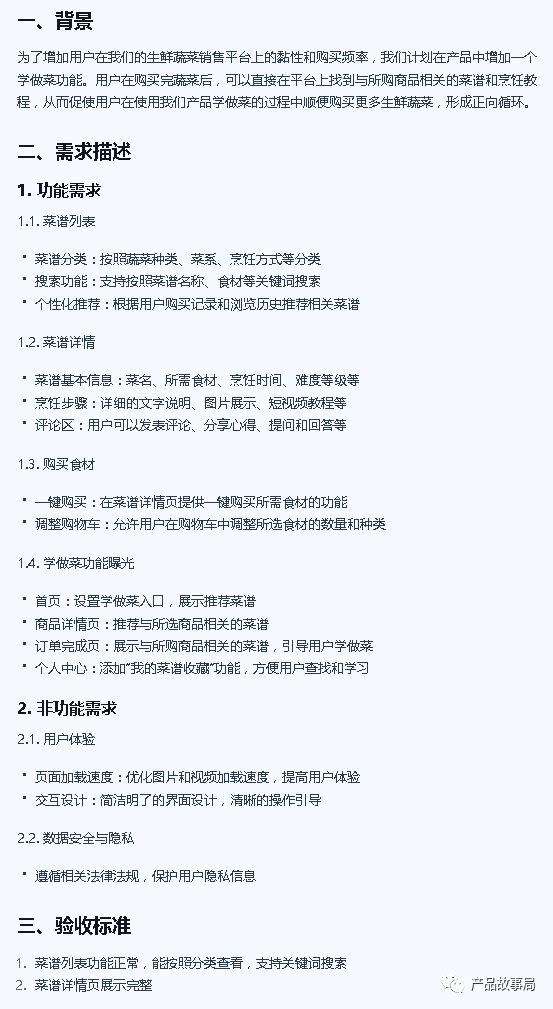 一、背景
为了增加用户在我们的生鲜蔬菜销售平台上的黏性和购买频率，我们计划在产品中增加一个
学做菜功能。用户在购买完蔬菜后，可以直接在平台上找到与所购商品相关的菜谱和烹饪教
程，从而促使用户在使用我们产品学做菜的过程中顺便购买更多生鲜蔬菜，形成正向循环。
二、需求描述
1. 功能需求
1.1. 菜谱列表
• 菜谱分类：按照蔬菜种类、菜系、烹饪方式等分类
• 搜索功能：支持按照菜谱名称、食材等关键词搜索
• 个性化推荐：根据用户购买记录和浏览历史推荐相关菜谱
1.2. 菜谱详情
• 菜谱基本信息：菜名、所需食材、烹饪时间、难度等级等
• 烹饪步骤：详细的文字说明、图片展示、短视频教程等
• 评论区：用户可以发表评论、分享心得、提问和回答等
1.3. 购买食材
• 一键购买：在菜谱详情页提供一键购买所需食材的功能
• 调整购物车：允许用户在购物车中调整所选食材的数量和种类
1.4. 学做菜功能曝光
• 首页：设置学做菜入口，展示推荐菜谱
• 商品详情页：推荐与所选商品相关的菜谱
• 订单完成页：展示与所购商品相关的菜谱，引导用户学做菜
• 个人中心：添加“我的菜谱收藏”功能，方便用户查找和学习
2. 非功能需求
2.1. 用户体验
• 页面加载速度：优化图片和视频加载速度，提高用户体验
• 交互设计：简洁明了的界面设计，清晰的操作引导
2.2. 数据安全与隐私
• 遵循相关法律法规，保护用户隐私信息
三、验收标准
1. 菜谱列表功能正常，能按照分类查看，支持关键词搜索
2. 菜谱详情页展示完整
产品故事局